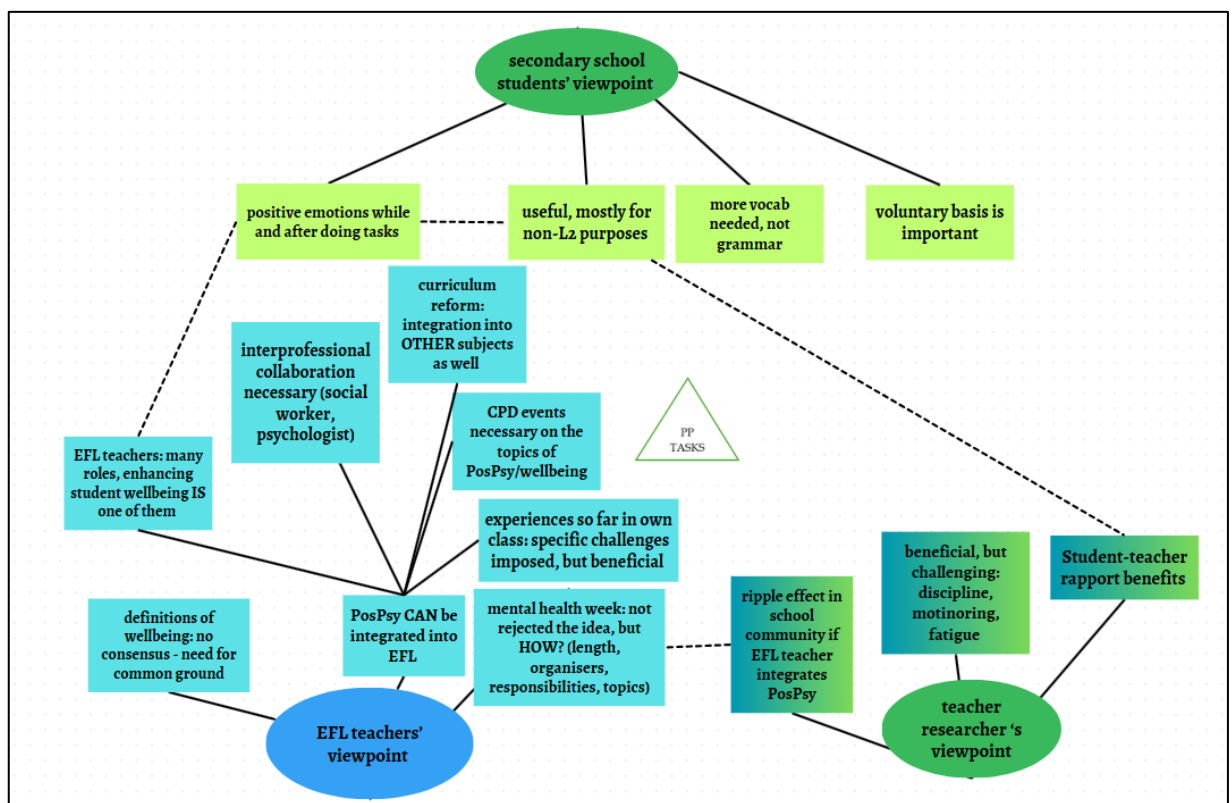 secondary school
students' viewpoint
positive emotions while
and after doing tasks
useful, mostly for
non-L2 purposes
more vocab
needed, not
grammar
voluntary basis is
important
curriculum
reform:
integration into
OTHER subjects
as well
interprofessional
collaboration
necessary (social
worker,
psychologist)
CPD events
necessary on the
topics of
PosPsy/wellbeing
PP
TASKS
EFL teachers: many
roles, enhancing
student wellbeing IS
one of them
experiences so far in own
class: specific challenges
imposed, but beneficial
beneficial, but
challenging:
discipline,
motinoring,
fatigue
Student-teacher
rapport benefits
definitions of
wellbeing: no
consensus - need for
common ground
PosPsy CAN be
integrated into
EFL
mental health week: not
rejected the idea, but
HOW? (length,
organisers,
responsibilities, topics)
ripple effect in
school
community if
EFL teacher
integrates
PosPsy
EFL teachers'
viewpoint
teacher
researcher 's
viewpoint